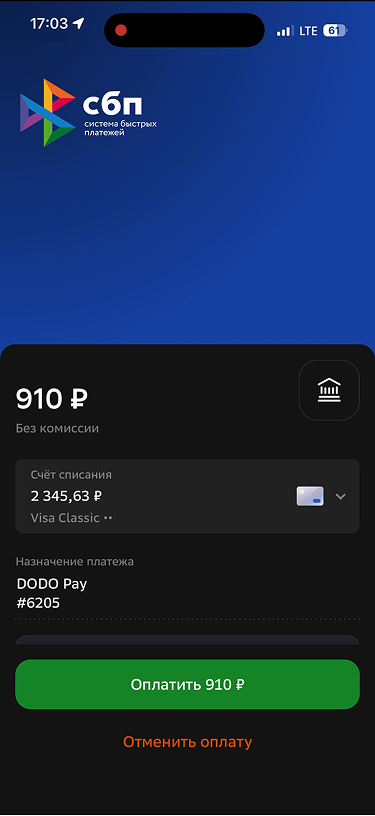 17:03
LTE
61
сбп
система быстрых
платежей
910 ₽
Без комиссии
Счёт списания
2 345,63 ₽
Visa Classic ••
Назначение платежа
DODO Pay
#6205
Оплатить 910 ₽
Отменить оплату